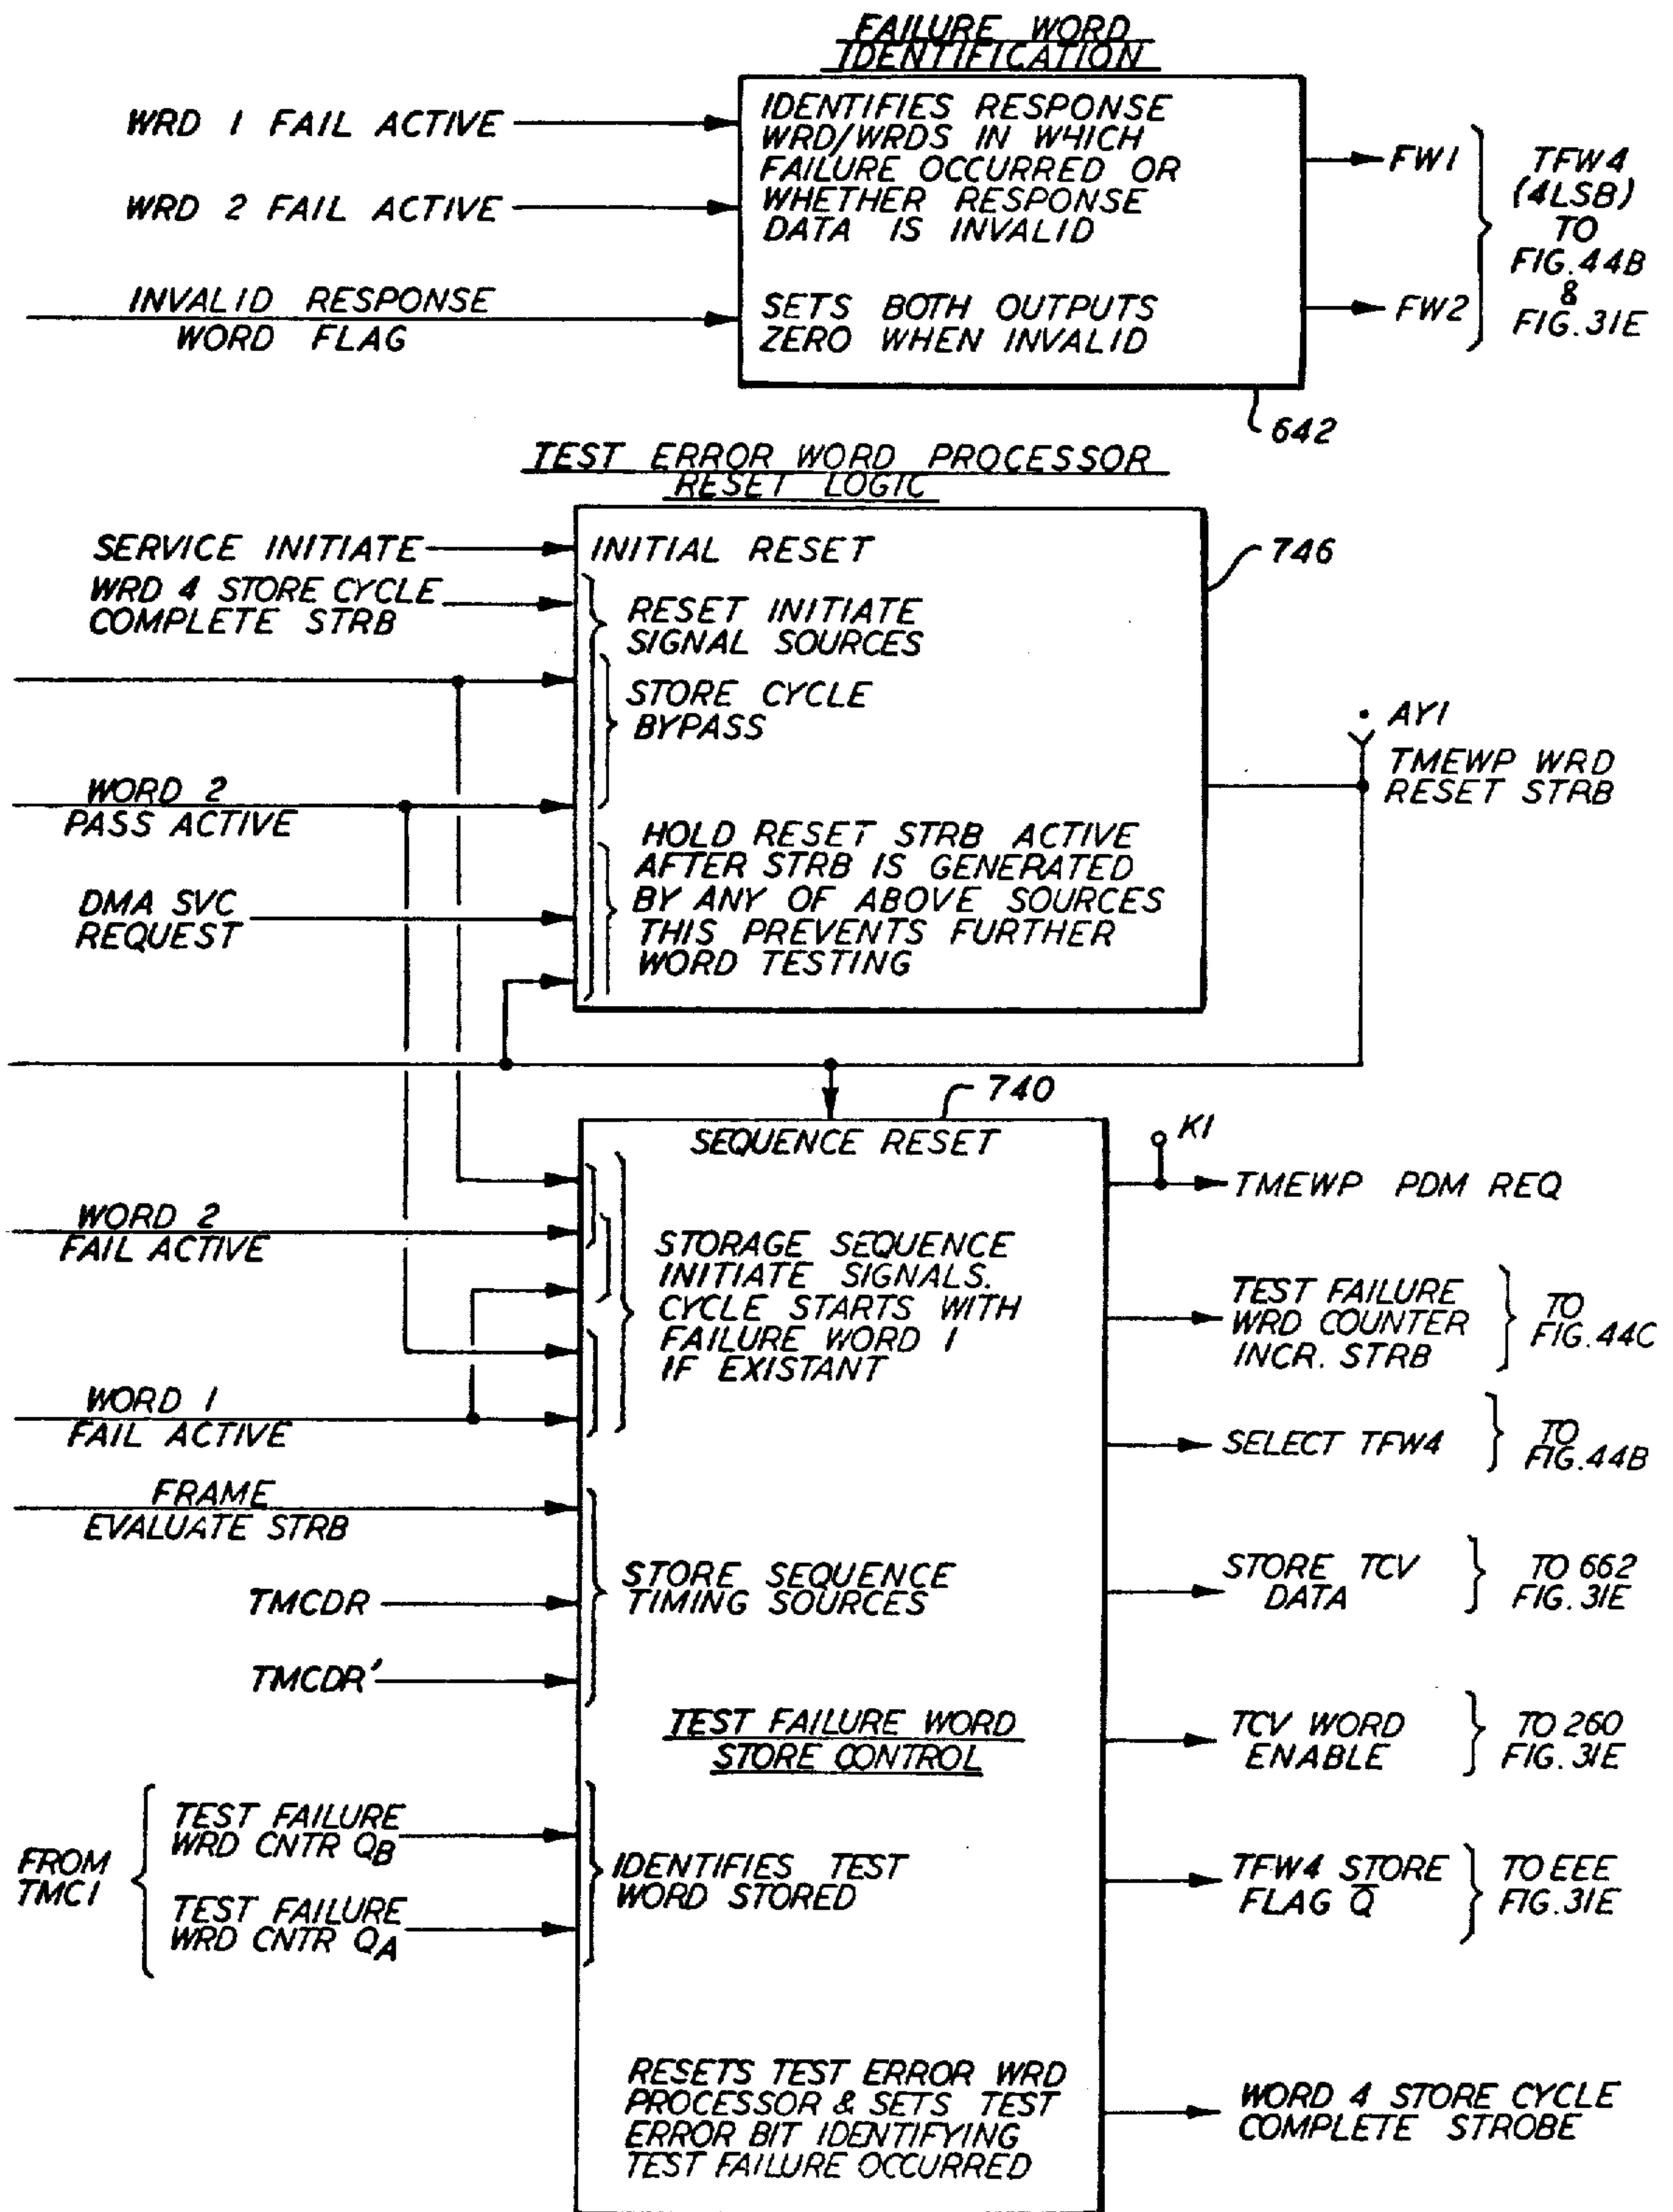 FAILURE WORD
IDENTIFICATION
WRD 1 FAIL ACTIVE
WRD 2 FAIL ACTIVE
INVALID RESPONSE
WORD FLAG
IDENTIFIES RESPONSE
WRD/WRDS IN WHICH
FAILURE OCCURRED OR
WHETHER RESPONSE
DATA IS INVALID
SETS BOTH OUTPUTS
ZERO WHEN INVALID
FW1
FW2
TFW4
(4LSB)
TO
FIG.44B
&
FIG.31E
642
TEST ERROR WORD PROCESSOR
RESET LOGIC
SERVICE INITIATE
WRD 4 STORE CYCLE
COMPLETE STRB
WORD 2
PASS ACTIVE
DMA SVC
REQUEST
INITIAL RESET
RESET INITIATE
SIGNAL SOURCES
STORE CYCLE
BYPASS
HOLD RESET STRB ACTIVE
AFTER STRB IS GENERATED
BY ANY OF ABOVE SOURCES
THIS PREVENTS FURTHER
WORD TESTING
746
AY1
TMEWP WRD
RESET STRB
740
SEQUENCE RESET
WORD 2
FAIL ACTIVE
WORD 1
FAIL ACTIVE
FRAME
EVALUATE STRB
TMCDR
TMCDR'
FROM
TMC1
TEST FAILURE
WRD CNTR QB
TEST FAILURE
WRD CNTR QA
STORAGE SEQUENCE
INITIATE SIGNALS.
CYCLE STARTS WITH
FAILURE WORD 1
IF EXISTANT
STORE SEQUENCE
TIMING SOURCES
TEST FAILURE WORD
STORE CONTROL
IDENTIFIES TEST
WORD STORED
RESETS TEST ERROR WRD
PROCESSOR & SETS TEST
ERROR BIT IDENTIFYING
TEST FAILURE OCCURRED
K1
TMEWP PDM REQ
TEST FAILURE
WRD COUNTER
INCR. STRB
TO
FIG.44C
SELECT TFW4
TO
FIG.44B
STORE TCV
DATA
TO 662
FIG.31E
TCV WORD
ENABLE
TO 260
FIG.31E
TFW4 STORE
FLAG Q̅
TO EEE
FIG.31E
WORD 4 STORE CYCLE
COMPLETE STROBE